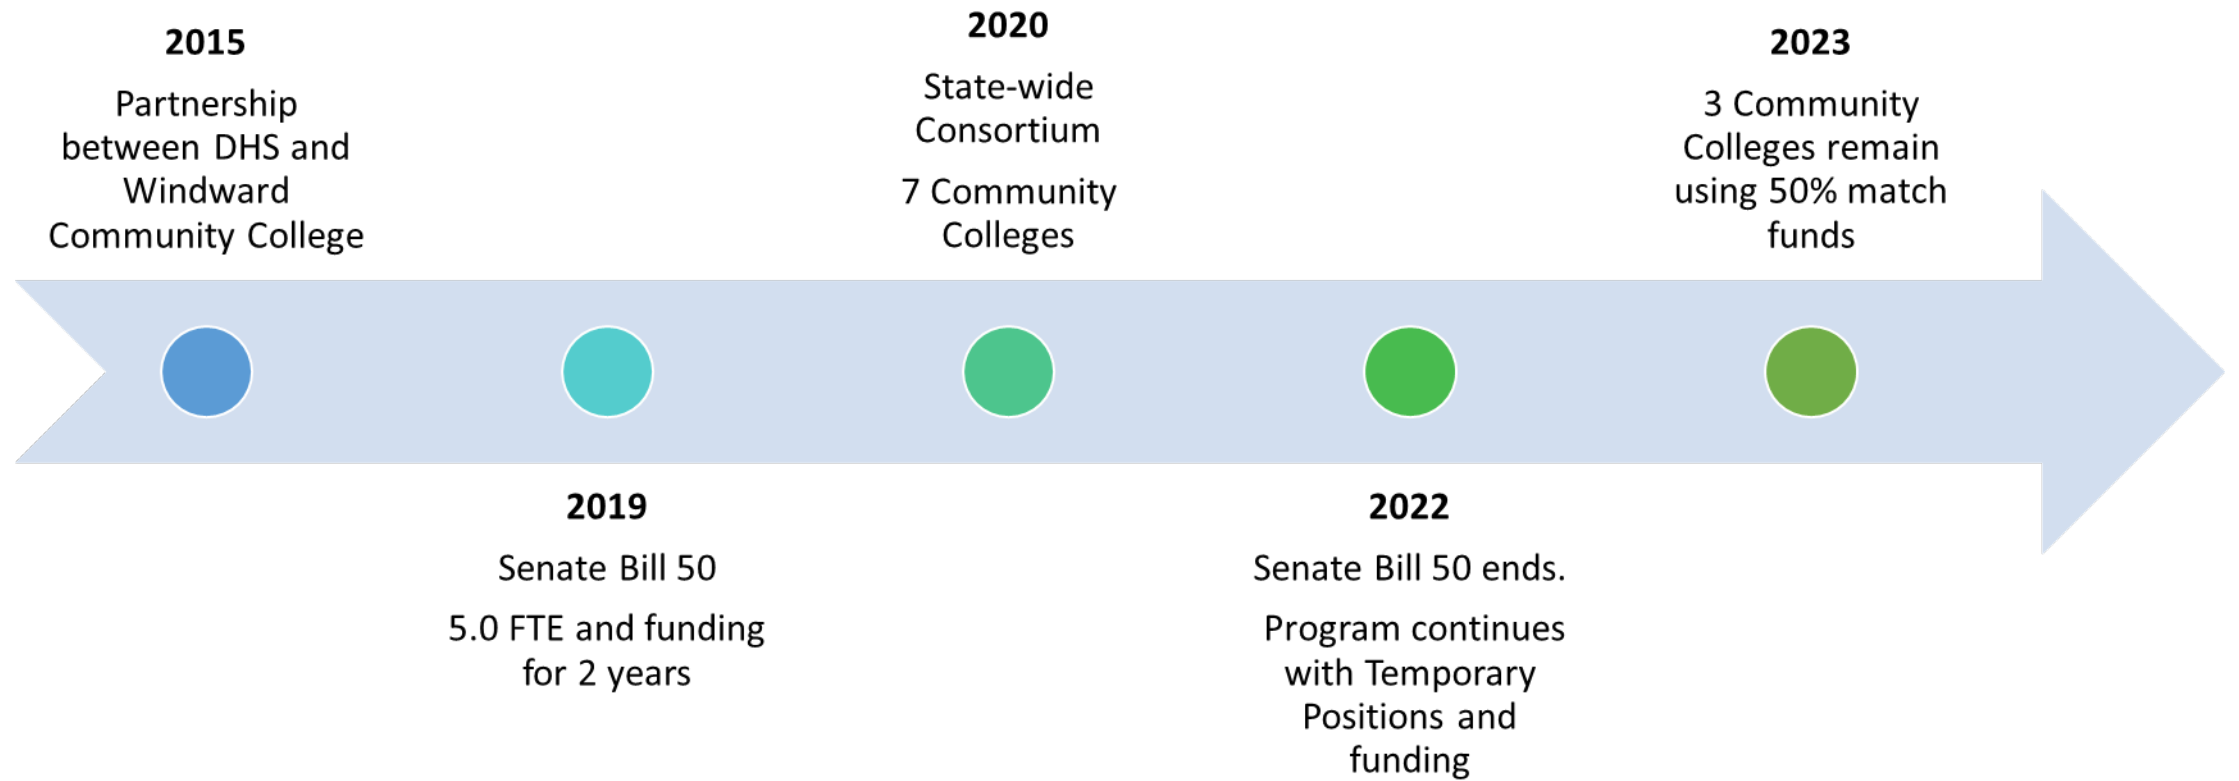 2015
Partnership
between DHS and
Windward
Community College
2019
Senate Bill 50
5.0 FTE and funding
for 2 years
2020
State-wide
Consortium
7 Community
Colleges
2022
Senate Bill 50 ends.
Program continues
with Temporary
Positions and
funding
2023
3 Community
Colleges remain
using 50% match
funds